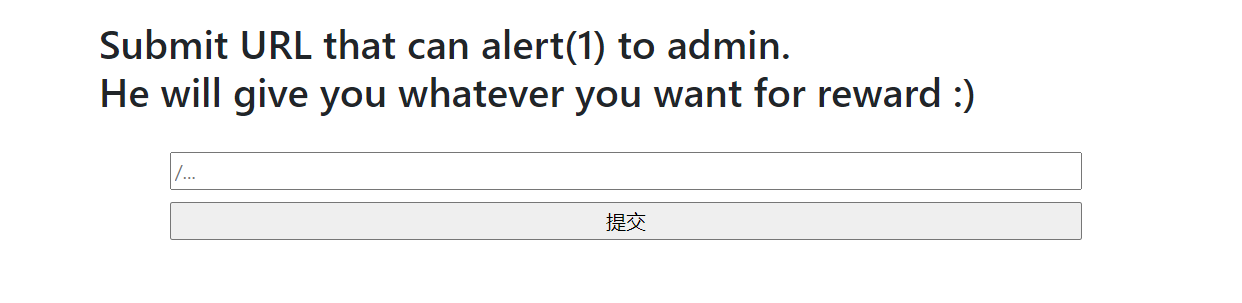 Submit URL that can alert(1) to admin.
He will give you whatever you want for reward :)
/...
提交